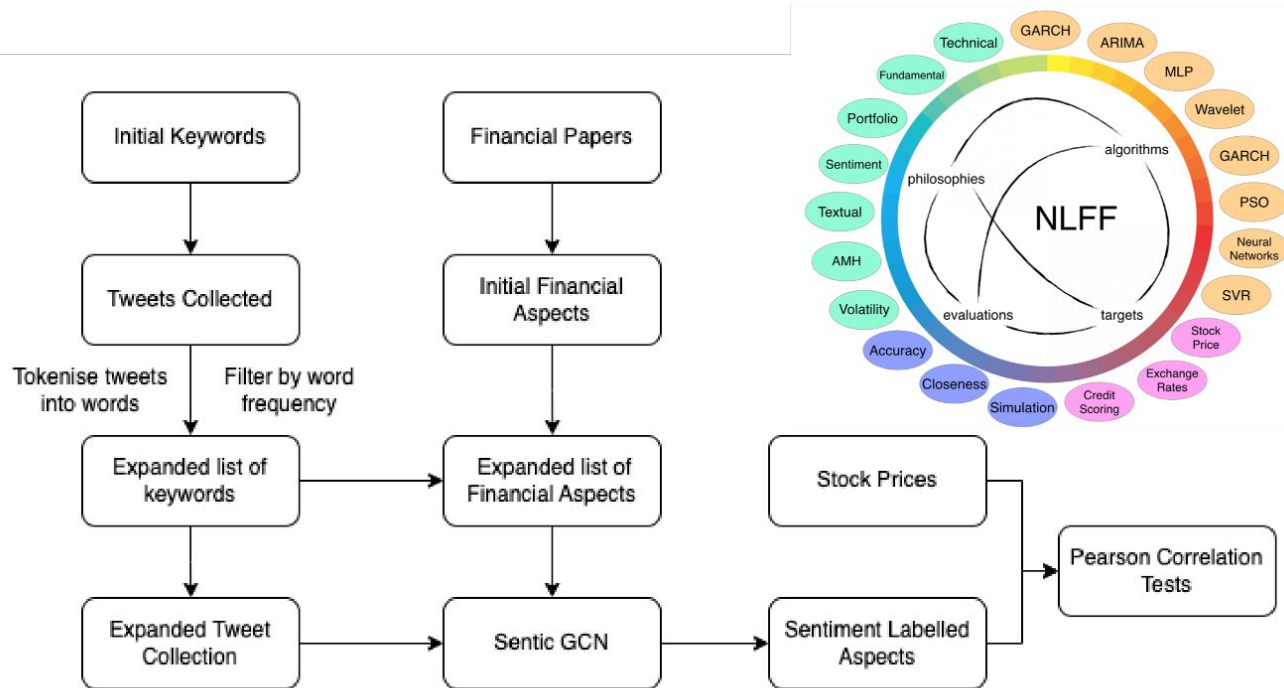 Initial Keywords
Financial Papers
Tweets Collected
Initial Financial
Aspects
Tokenise tweets
into words
Filter by word
frequency
Expanded list of
keywords
Expanded list of
Financial Aspects
Stock Prices
Pearson Correlation
Tests
Expanded Tweet
Collection
Sentic GCN
Sentiment Labelled
Aspects
GARCH
ARIMA
MLP
Wavelet
GARCH
PSO
Neural
Networks
SVR
Stock
Price
Exchange
Rates
Credit
Scoring
Simulation
Closeness
Accuracy
Volatility
AMH
Textual
Sentiment
Portfolio
Fundamental
Technical
algorithms
philosophies
NLFF
evaluations
targets